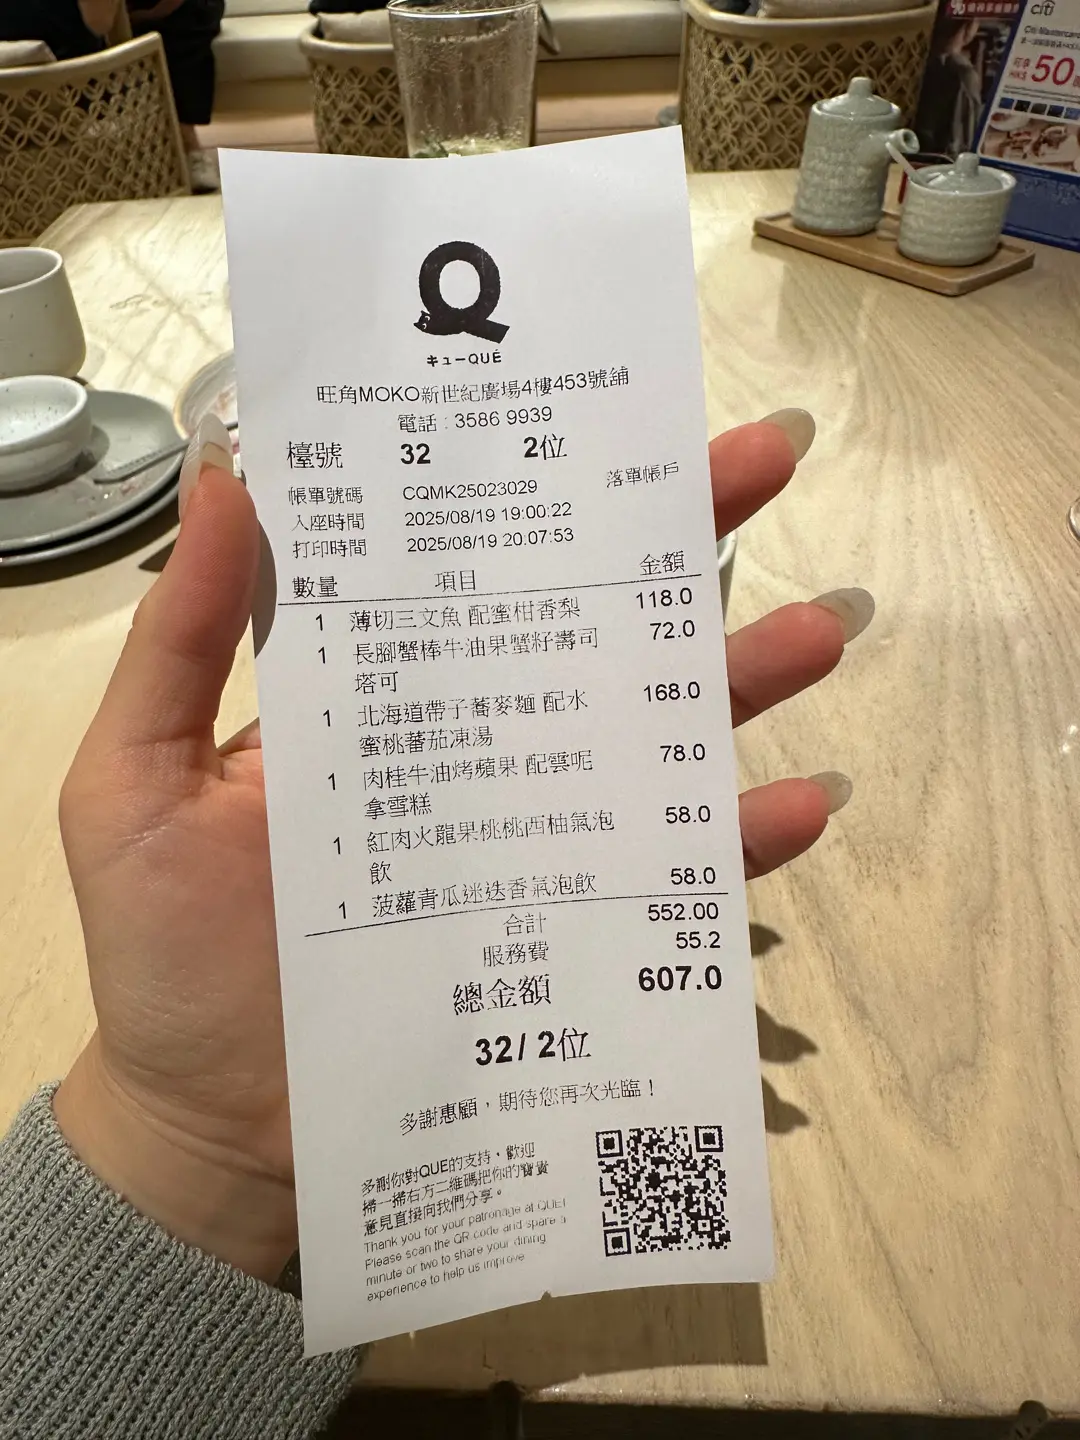 citi
Citi Mastercard
可享
HK$ 50
キューQUÉ
旺角MOKO新世紀廣場4樓453號舖
電話 : 3586 9939
檯號 32 2位
帳單號碼 CQMK25023029 落單帳戶
入座時間 2025/08/19 19:00:22
打印時間 2025/08/19 20:07:53
數量 項目 金額
1 薄切三文魚 配蜜柑香梨 118.0
1 長腳蟹棒牛油果蟹籽壽司 72.0
塔可
1 北海道帶子蕎麥麵 配水 168.0
蜜桃蕃茄凍湯
1 肉桂牛油烤蘋果 配雲呢 78.0
拿雪糕
1 紅肉火龍果桃桃西柚氣泡 58.0
飲
1 菠蘿青瓜迷迭香氣泡飲 58.0
合計 552.00
服務費 55.2
總金額 607.0
32/ 2位
多謝惠顧，期待您再次光臨！
多謝你對QUE的支持，歡迎
掃一掃右方二維碼把你的寶貴
意見直接向我們分享。
Thank you for your patronage at QUE!
Please scan the QR code and spare a
minute or two to share your dining
experience to help us improve